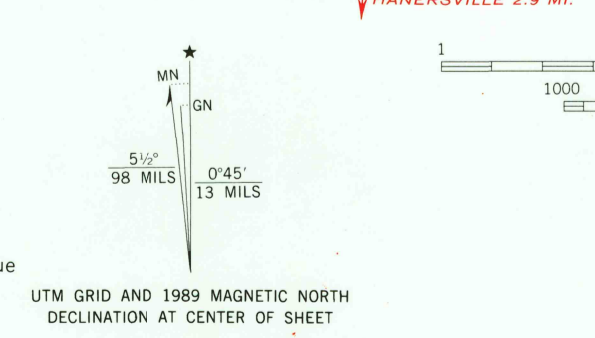 HANERSVILLE 2.9 MI.
1
1000
★
MN
GN
5½°
98 MILS
0°45′
13 MILS
ue
UTM GRID AND 1989 MAGNETIC NORTH
DECLINATION AT CENTER OF SHEET